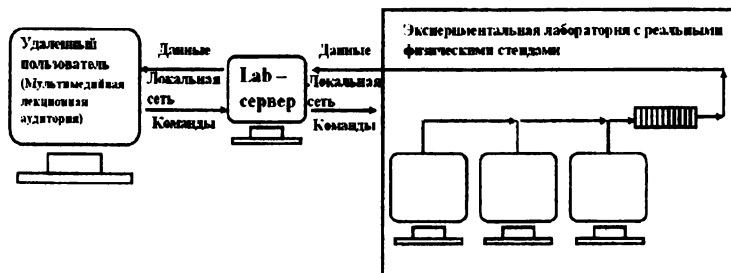 Удаленный
пользователь
(Мультимедийная
лекционная
аудитория)
Данные
Локальная
сеть
Команды
Lab –
сервер
Данные
Локальная
сеть
Команды
Экспериментальная лаборатория с реальными
физическими стендами